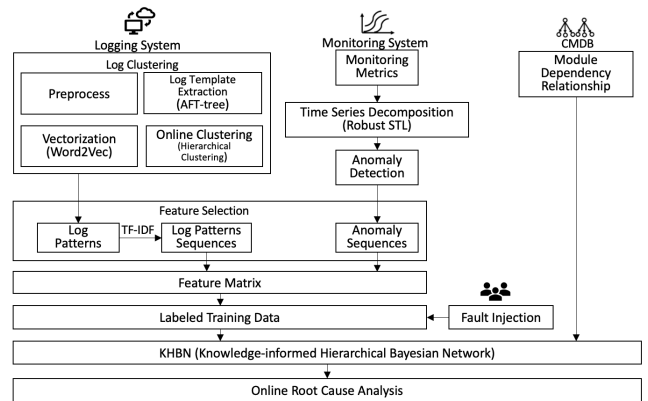 Logging System
Log Clustering
Preprocess
Log Template
Extraction
(AFT-tree)
Vectorization
(Word2Vec)
Online Clustering
(Hierarchical
Clustering)
Monitoring System
Monitoring
Metrics
Time Series Decomposition
(Robust STL)
Anomaly
Detection
CMDB
Module
Dependency
Relationship
Feature Selection
Log
Patterns
TF-IDF
Log Patterns
Sequences
Anomaly
Sequences
Feature Matrix
Labeled Training Data
Fault Injection
KHBN (Knowledge-informed Hierarchical Bayesian Network)
Online Root Cause Analysis